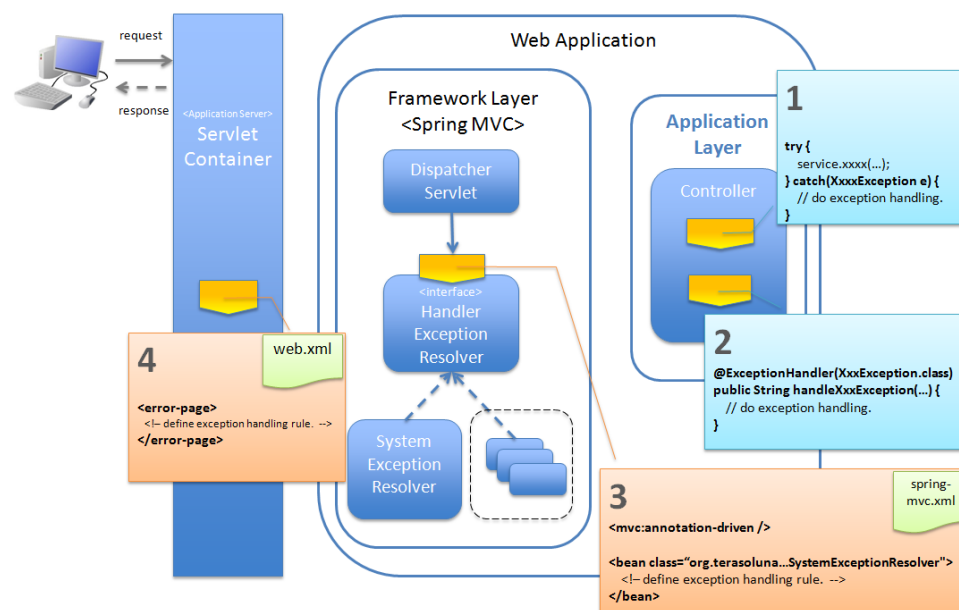 request
response
<Application Server>
Servlet
Container
Web Application
Framework Layer
<Spring MVC>
Dispatcher
Servlet
<interface>
Handler
Exception
Resolver
System
Exception
Resolver
Application
Layer
Controller
1
try {
service.xxxx(...);
} catch(XxxxException e) {
// do exception handling.
}
2
@ExceptionHandler(XxxException.class)
public String handleXxxException(...) {
// do exception handling.
}
3
spring-
mvc.xml
<mvc:annotation-driven />
<bean class=“org.terasoluna...SystemExceptionResolver">
<!– define exception handling rule. -->
</bean>
4
web.xml
<error-page>
<!– define exception handling rule. -->
</error-page>